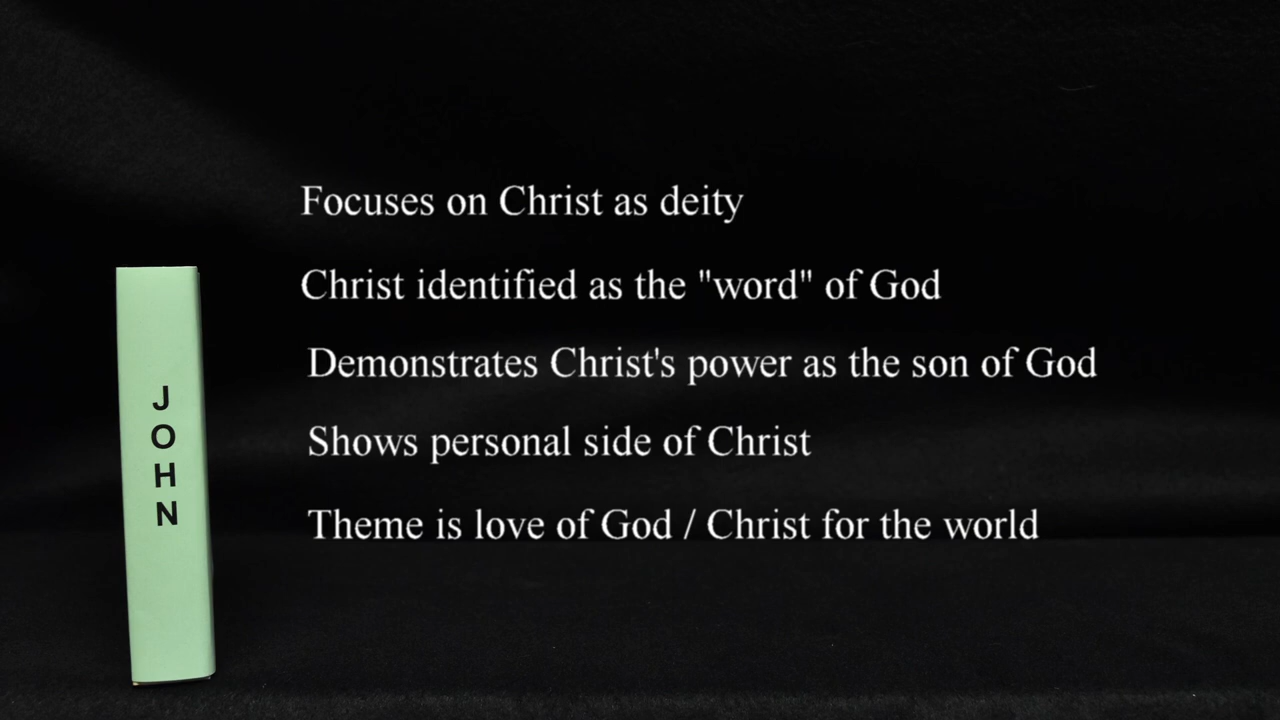 Focuses on Christ as deity
Christ identified as the "word" of God
Demonstrates Christ's power as the son of God
Shows personal side of Christ
Theme is love of God / Christ for the world
JOHN